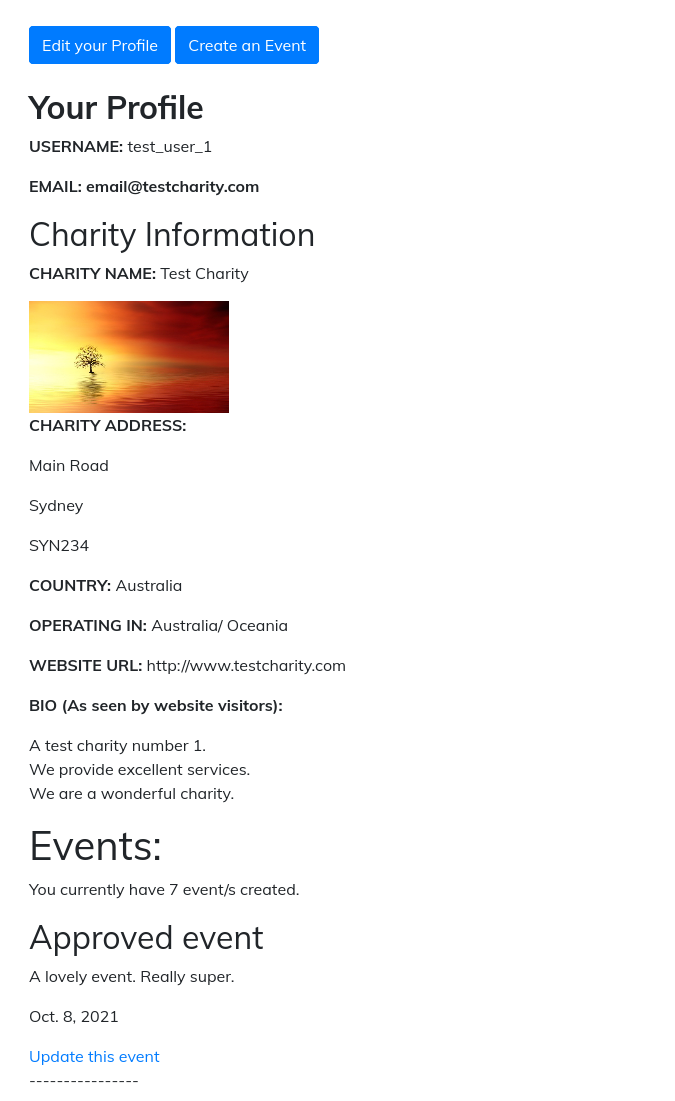 Edit your Profile Create an Event
Your Profile
USERNAME: test_user_1
EMAIL: email@testcharity.com
Charity Information
CHARITY NAME: Test Charity
CHARITY ADDRESS:
Main Road
Sydney
SYN234
COUNTRY: Australia
OPERATING IN: Australia/ Oceania
WEBSITE URL: http://www.testcharity.com
BIO (As seen by website visitors):
A test charity number 1.
We provide excellent services.
We are a wonderful charity.
Events:
You currently have 7 event/s created.
Approved event
A lovely event. Really super.
Oct. 8, 2021
Update this event
----------------